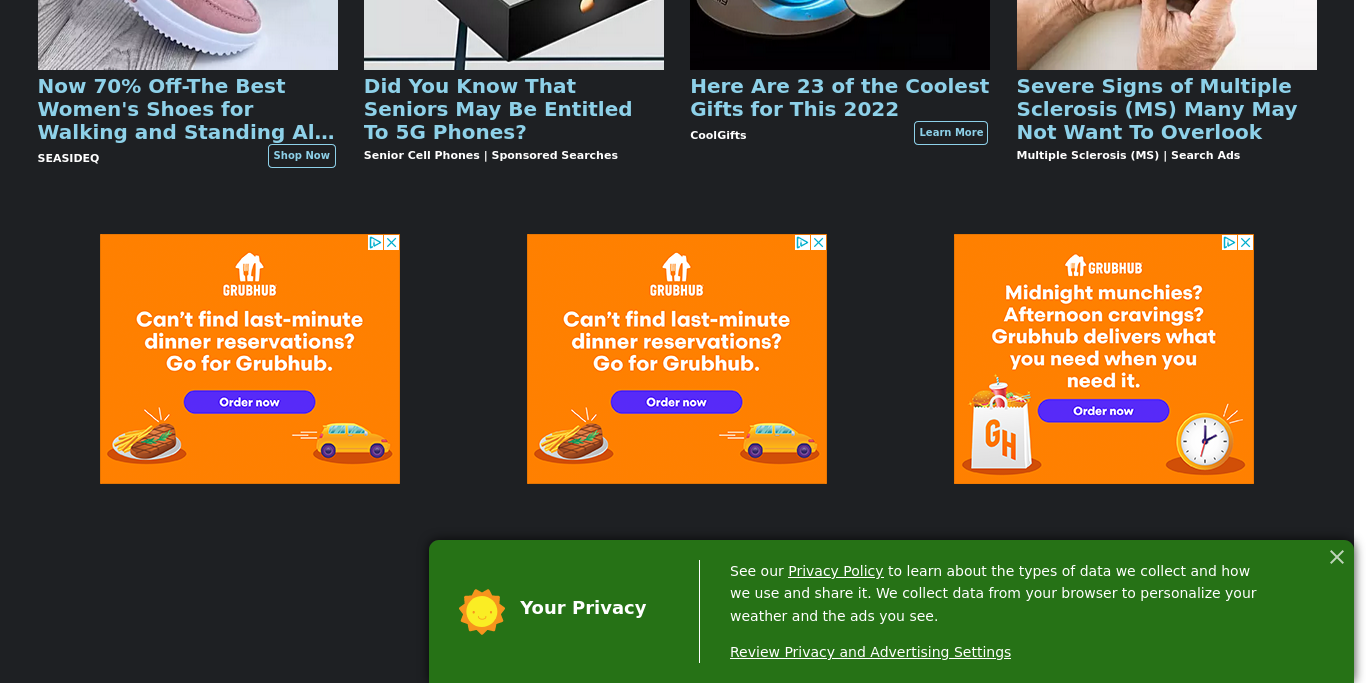 Now 70% Off-The Best
Women's Shoes for
Walking and Standing Al...
SEASIDEQ
Shop Now
Did You Know That
Seniors May Be Entitled
To 5G Phones?
Senior Cell Phones | Sponsored Searches
Here Are 23 of the Coolest
Gifts for This 2022
CoolGifts
Learn More
Severe Signs of Multiple
Sclerosis (MS) Many May
Not Want To Overlook
Multiple Sclerosis (MS) | Search Ads
GRUBHUB
Can't find last-minute
dinner reservations?
Go for Grubhub.
Order now
GRUBHUB
Can't find last-minute
dinner reservations?
Go for Grubhub.
Order now
GRUBHUB
Midnight munchies?
Afternoon cravings?
Grubhub delivers what
you need when you
need it.
Order now
GH
Your Privacy
See our Privacy Policy to learn about the types of data we collect and how
we use and share it. We collect data from your browser to personalize your
weather and the ads you see.
Review Privacy and Advertising Settings